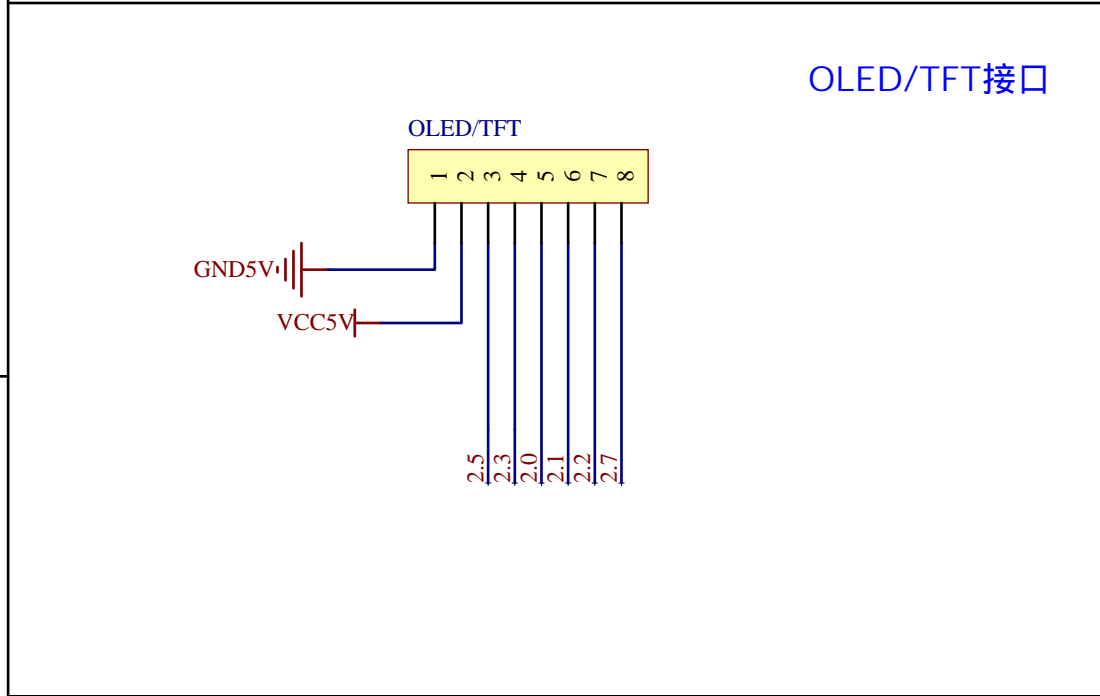 OLED/TFT接口
OLED/TFT
1 2 3 4 5 6 7 8
GND5V
VCC5V
2.5 2.3 2.0 2.1 2.2 2.7